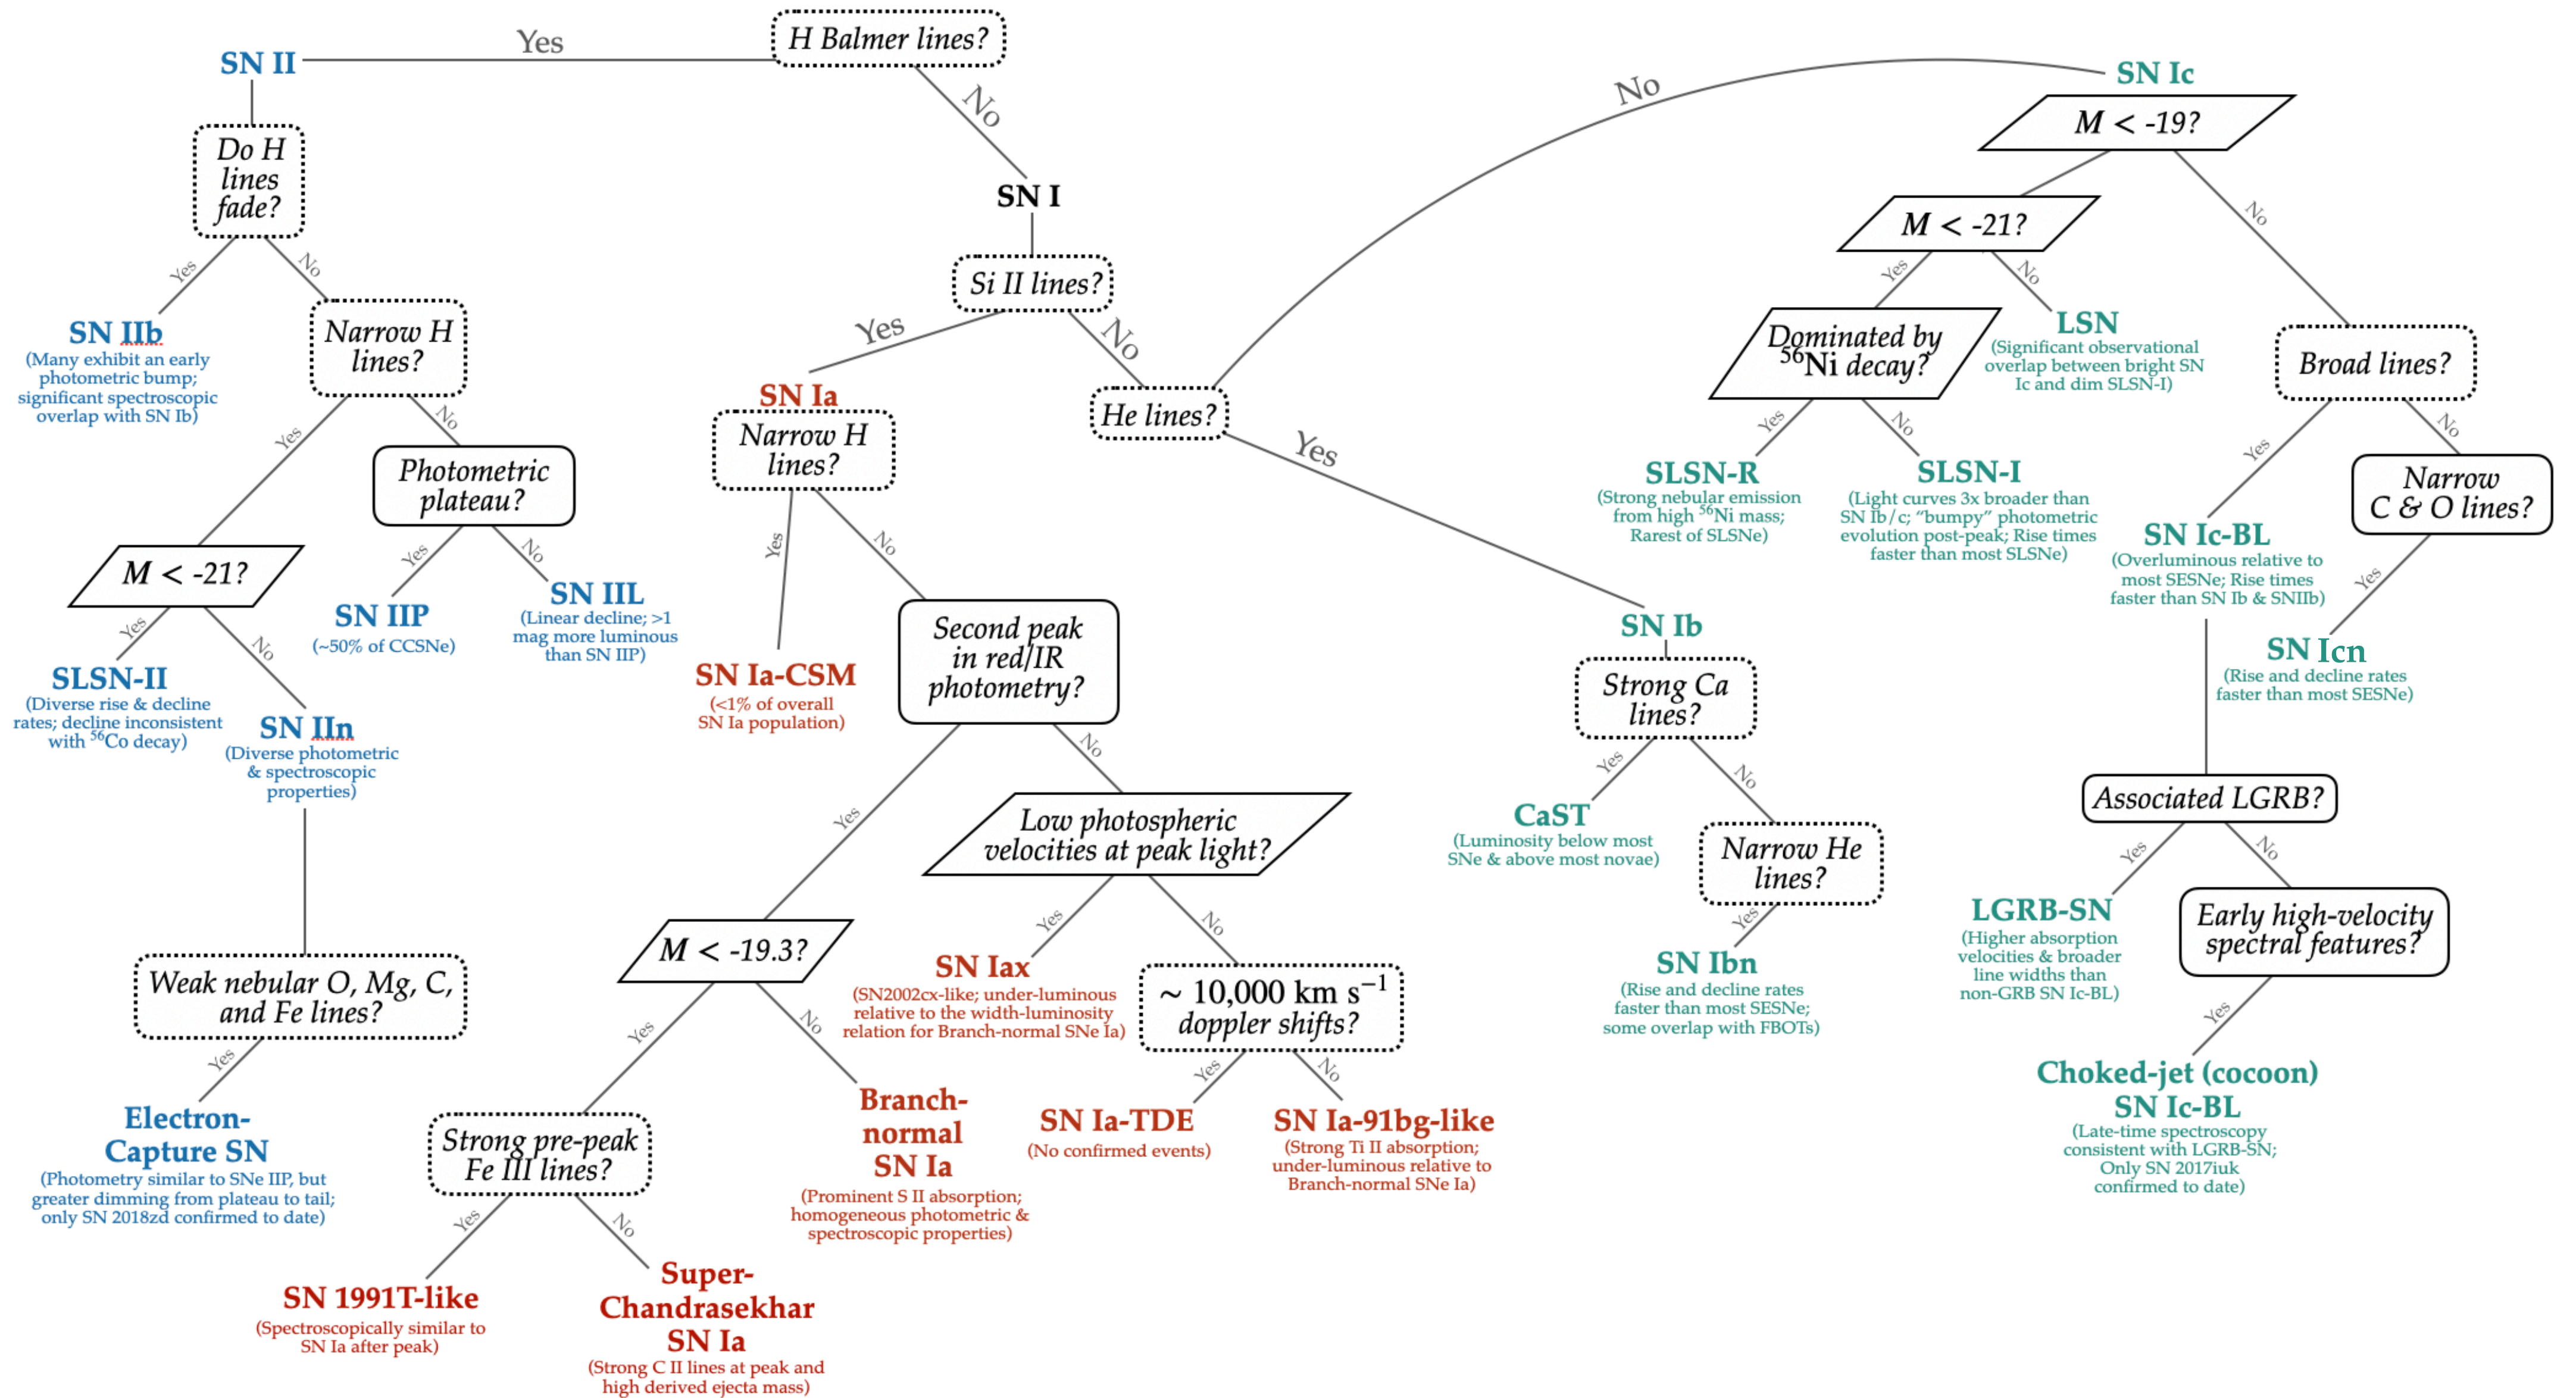 H Balmer lines?
Yes
No
SN II
Do H
lines
fade?
Yes
No
SN IIb
(Many exhibit an early
photometric bump;
significant spectroscopic
overlap with SN Ib)
Narrow H
lines?
Yes
No
Photometric
plateau?
Yes
No
SN IIP
(~50% of CCSNe)
SN IIL
(Linear decline; >1
mag more luminous
than SN IIP)
M < -21?
Yes
No
SLSN-II
(Diverse rise & decline
rates; decline inconsistent
with ⁵⁶Co decay)
SN IIn
(Diverse photometric
& spectroscopic
properties)
Weak nebular O, Mg, C,
and Fe lines?
Yes
Electron-
Capture SN
(Photometry similar to SNe IIP, but
greater dimming from plateau to tail;
only SN 2018zd confirmed to date)
SN I
Si II lines?
Yes
No
SN Ia
Narrow H
lines?
Yes
No
SN Ia-CSM
(<1% of overall
SN Ia population)
Second peak
in red/IR
photometry?
Yes
No
M < -19.3?
Yes
No
Strong pre-peak
Fe III lines?
Yes
No
SN 1991T-like
(Spectroscopically similar to
SN Ia after peak)
Super-
Chandrasekhar
SN Ia
(Strong C II lines at peak and
high derived ejecta mass)
Branch-
normal
SN Ia
(Prominent S II absorption;
homogeneous photometric &
spectroscopic properties)
Low photospheric
velocities at peak light?
Yes
No
SN Iax
(SN2002cx-like; under-luminous
relative to the width-luminosity
relation for Branch-normal SNe Ia)
~ 10,000 km s⁻¹
doppler shifts?
Yes
No
SN Ia-TDE
(No confirmed events)
SN Ia-91bg-like
(Strong Ti II absorption;
under-luminous relative to
Branch-normal SNe Ia)
He lines?
No
Yes
SN Ib
Strong Ca
lines?
Yes
No
CaST
(Luminosity below most
SNe & above most novae)
Narrow He
lines?
Yes
SN Ibn
(Rise and decline rates
faster than most SESNe;
some overlap with FBOTs)
SN Ic
M < -19?
No
M < -21?
Yes
No
Dominated by
⁵⁶Ni decay?
Yes
No
LSN
(Significant observational
overlap between bright SN
Ic and dim SLSN-I)
SLSN-R
(Strong nebular emission
from high ⁵⁶Ni mass;
Rarest of SLSNe)
SLSN-I
(Light curves 3x broader than
SN Ib/c; “bumpy” photometric
evolution post-peak; Rise times
faster than most SLSNe)
Broad lines?
Yes
No
SN Ic-BL
(Overluminous relative to
most SESNe; Rise times
faster than SN Ib & SNIIb)
Narrow
C & O lines?
Yes
SN Icn
(Rise and decline rates
faster than most SESNe)
Associated LGRB?
Yes
No
LGRB-SN
(Higher absorption
velocities & broader
line widths than
non-GRB SN Ic-BL)
Early high-velocity
spectral features?
Yes
Choked-jet (cocoon)
SN Ic-BL
(Late-time spectroscopy
consistent with LGRB-SN;
Only SN 2017iuk
confirmed to date)